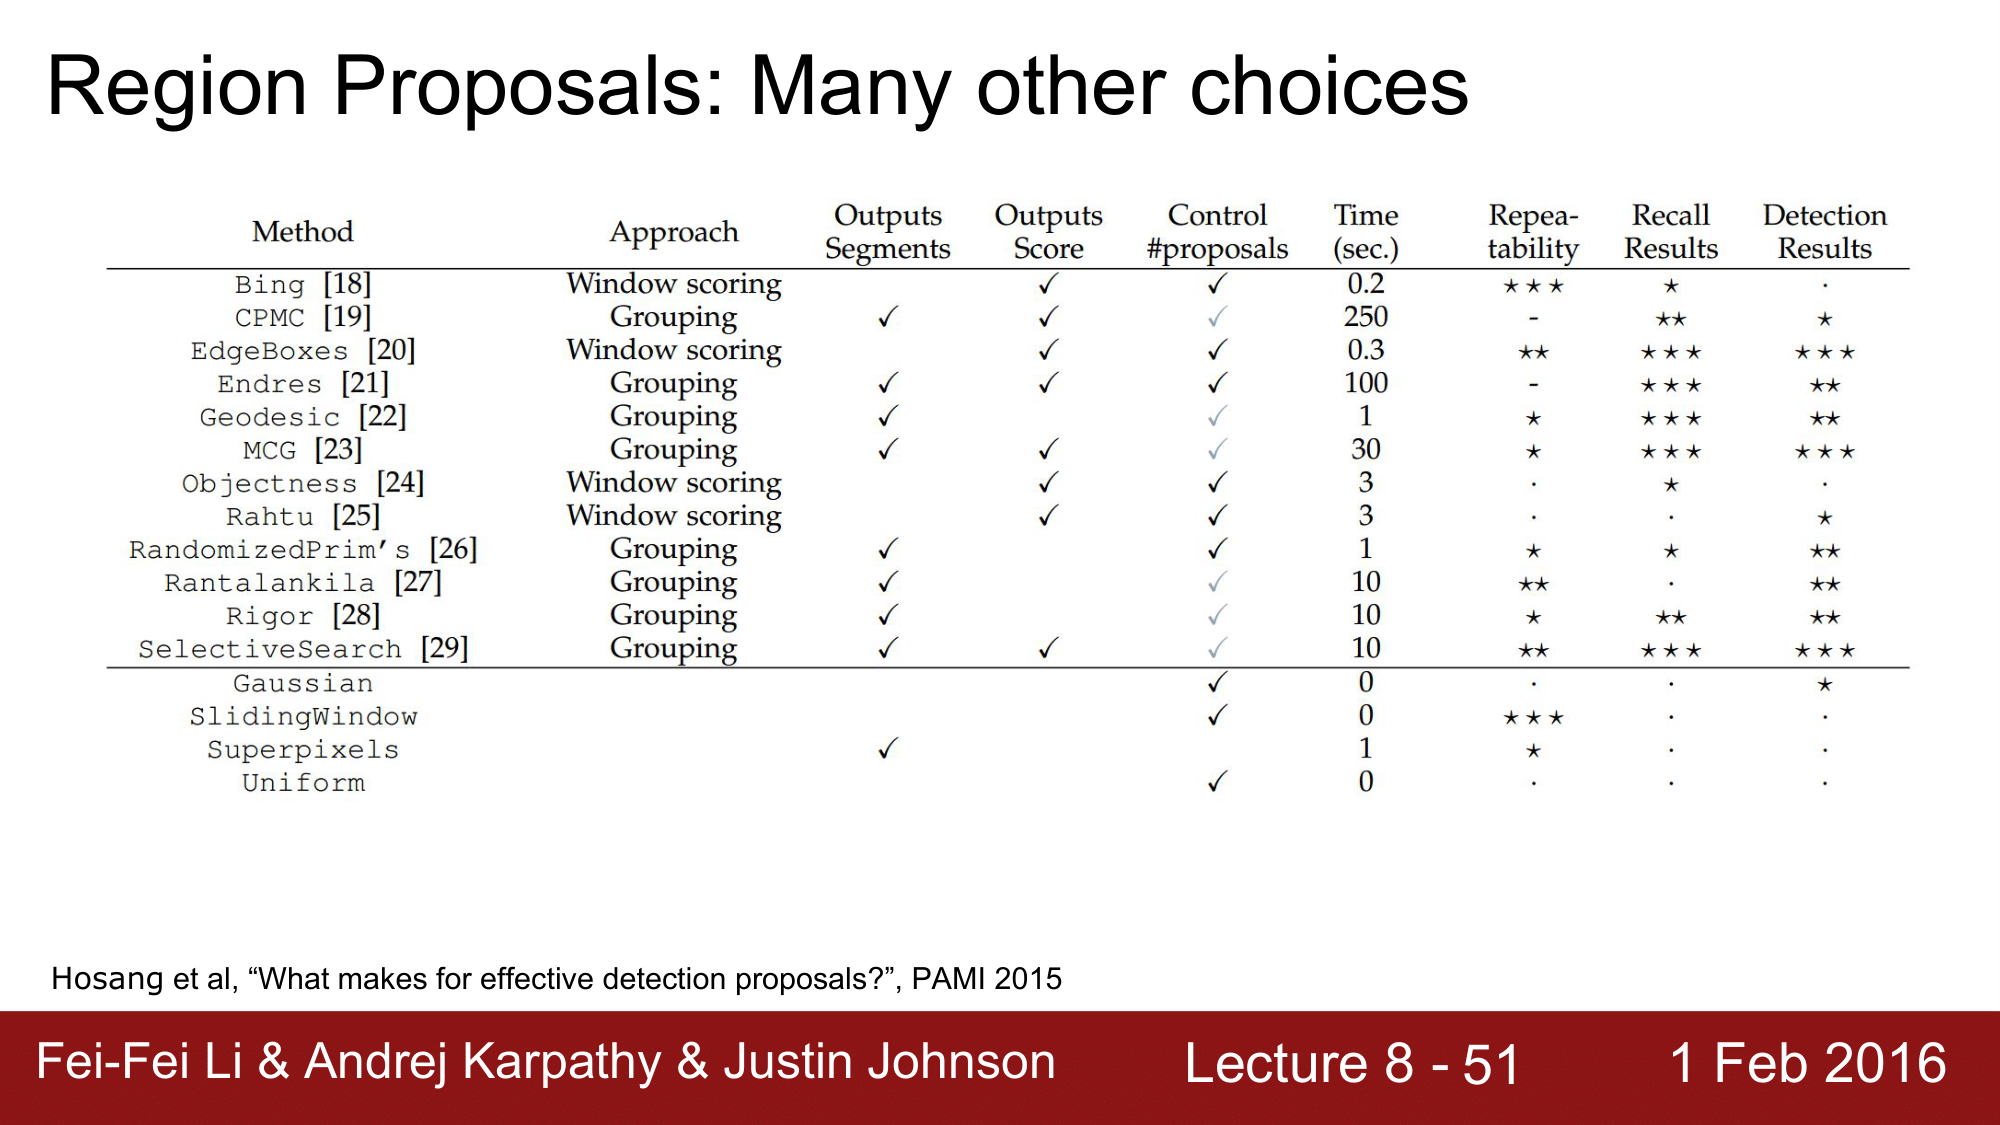 Region Proposals: Many other choices
Method Approach Outputs Segments Outputs Score Control #proposals Time (sec.) Repea-tability Recall Results Detection Results
Bing [18] Window scoring ✓ ✓ 0.2 ⋆⋆⋆ ⋆ ·
CPMC [19] Grouping ✓ ✓ ✓ 250 - ⋆⋆ ⋆
EdgeBoxes [20] Window scoring ✓ ✓ 0.3 ⋆⋆ ⋆⋆⋆ ⋆⋆⋆
Endres [21] Grouping ✓ ✓ ✓ 100 - ⋆⋆⋆ ⋆⋆
Geodesic [22] Grouping ✓ ✓ 1 ⋆ ⋆⋆⋆ ⋆⋆
MCG [23] Grouping ✓ ✓ ✓ 30 ⋆ ⋆⋆⋆ ⋆⋆⋆
Objectness [24] Window scoring ✓ ✓ 3 · ⋆ ·
Rahtu [25] Window scoring ✓ ✓ 3 · · ⋆
RandomizedPrim's [26] Grouping ✓ ✓ 1 ⋆ ⋆ ⋆⋆
Rantalankila [27] Grouping ✓ ✓ 10 ⋆⋆ · ⋆⋆
Rigor [28] Grouping ✓ ✓ 10 ⋆ ⋆⋆ ⋆⋆
SelectiveSearch [29] Grouping ✓ ✓ ✓ 10 ⋆⋆ ⋆⋆⋆ ⋆⋆⋆
Gaussian ✓ 0 · · ⋆
SlidingWindow ✓ 0 ⋆⋆⋆ · ·
Superpixels ✓ 1 ⋆ · ·
Uniform ✓ 0 · · ·
Hosang et al, “What makes for effective detection proposals?”, PAMI 2015
Fei-Fei Li & Andrej Karpathy & Justin Johnson Lecture 8 - 51 1 Feb 2016